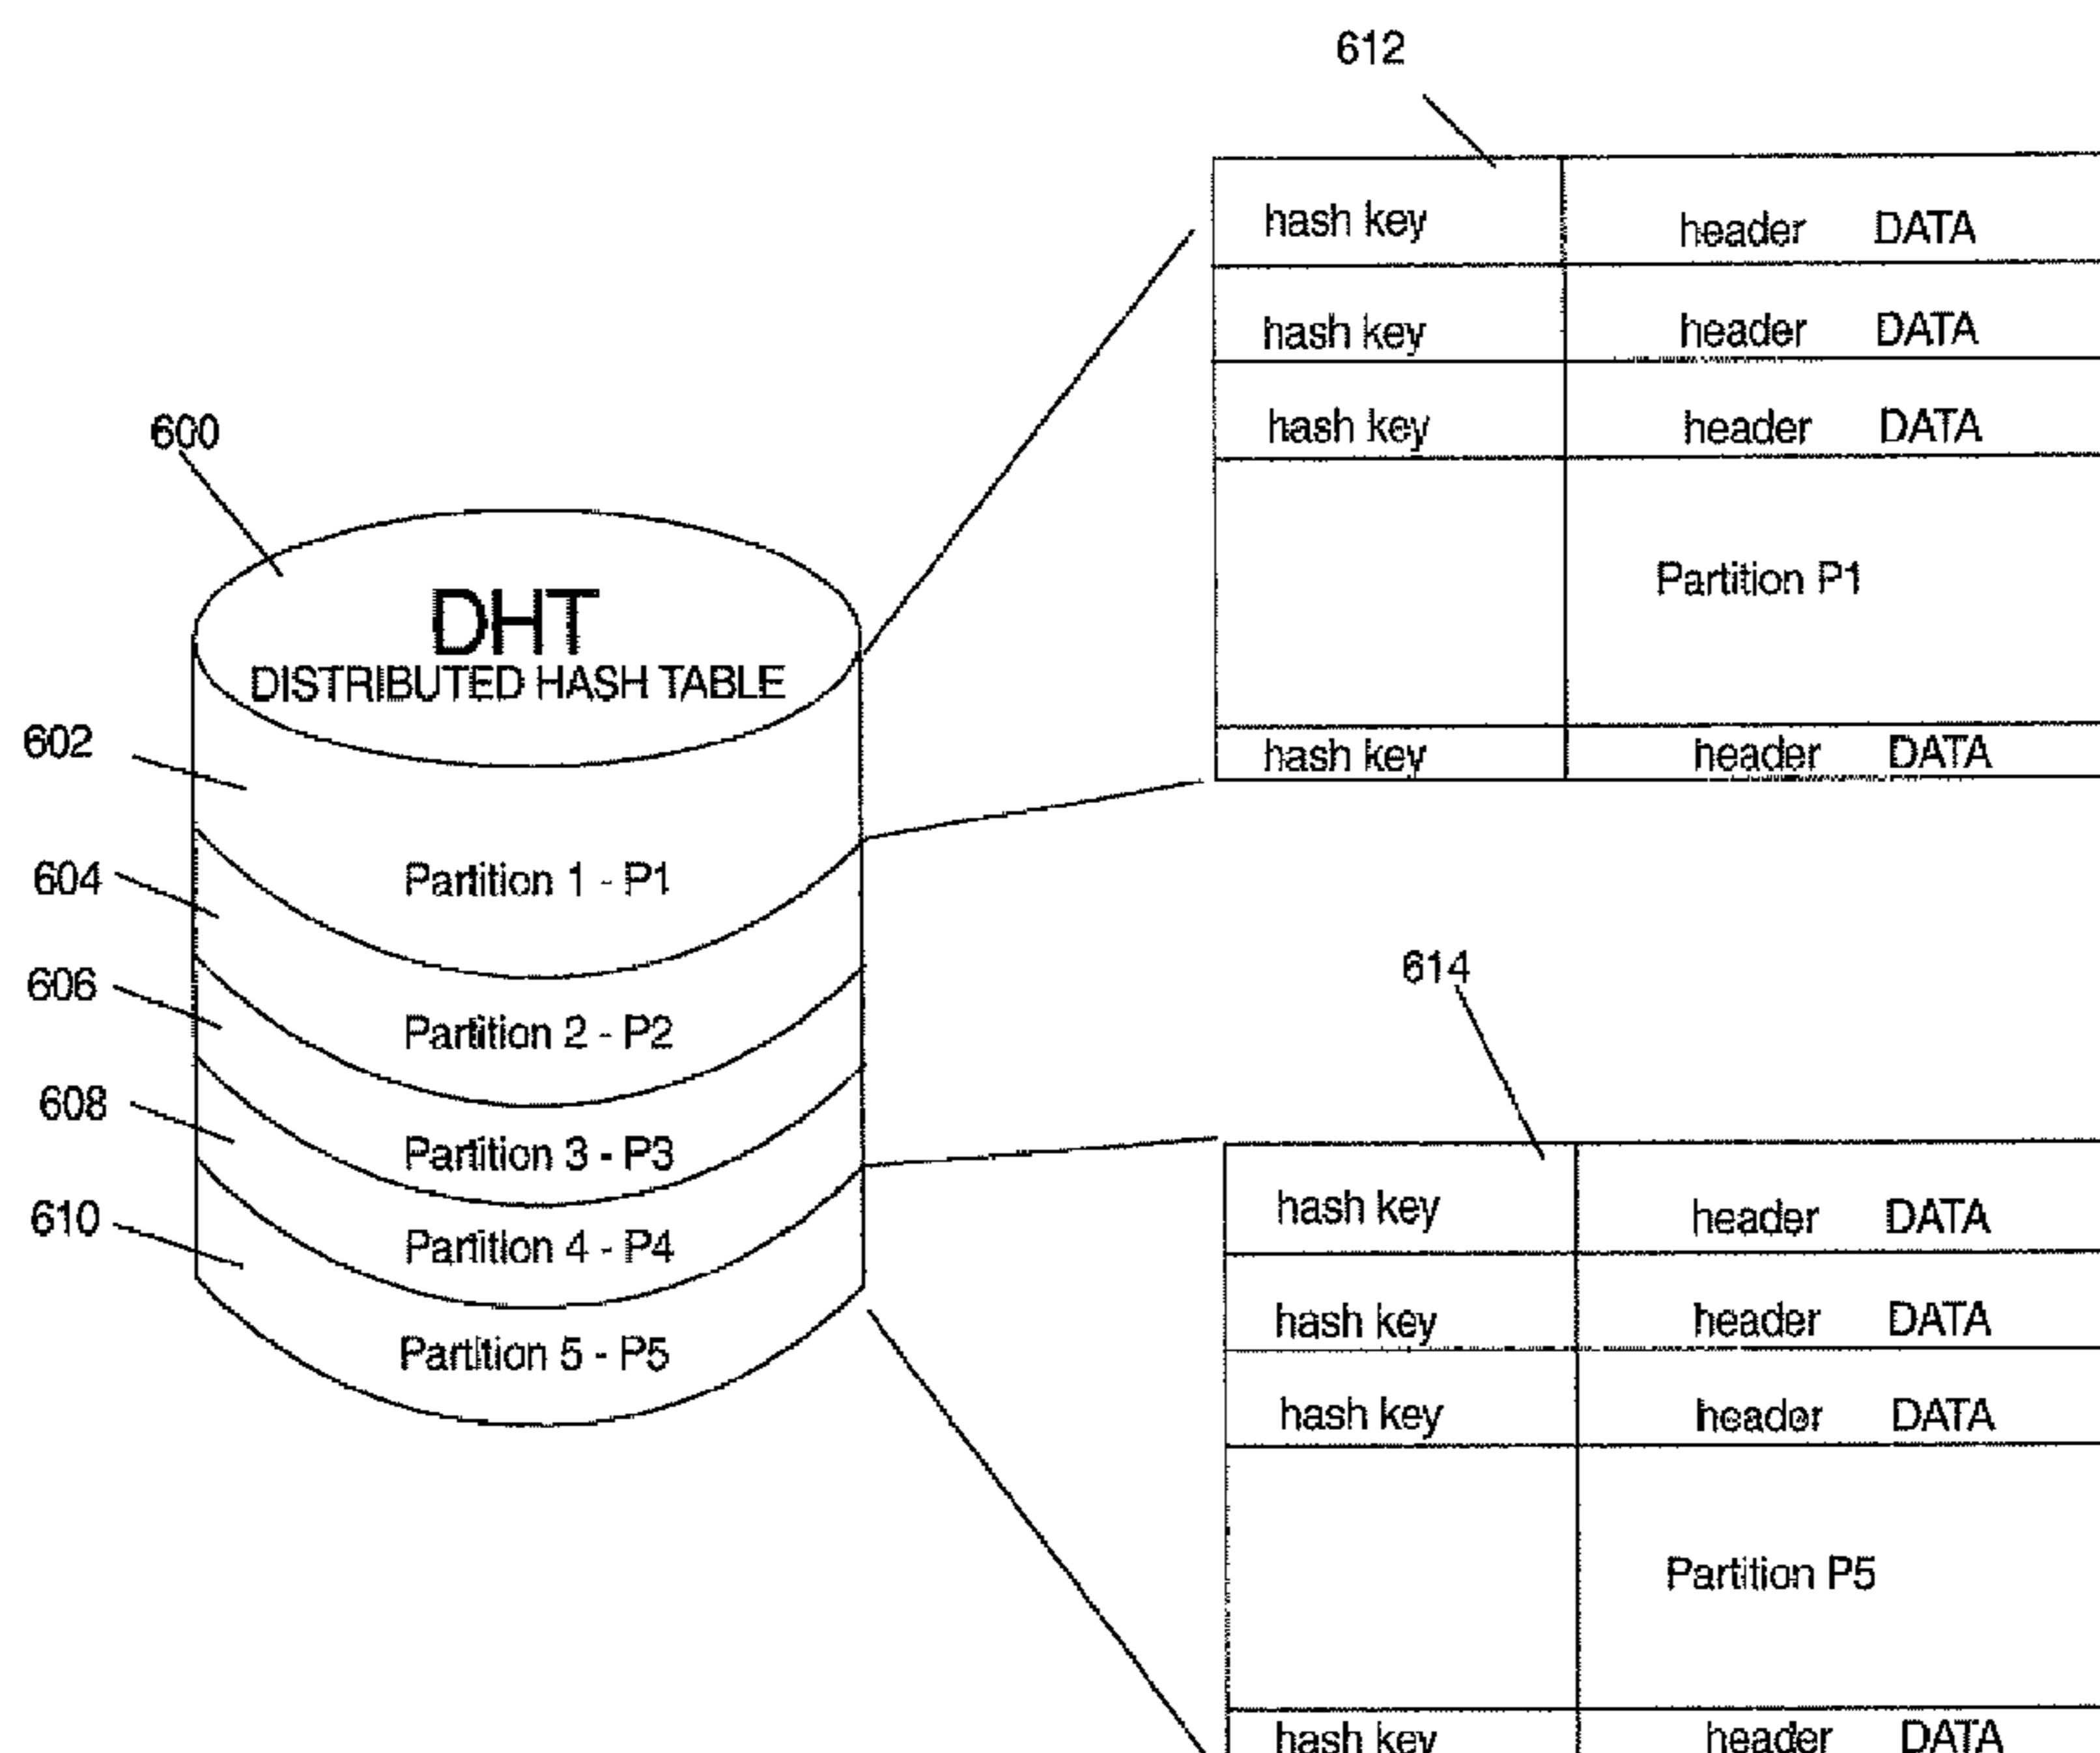 612
hash key header DATA
hash key header DATA
hash key header DATA
Partition P1
hash key header DATA
600
DHT
DISTRIBUTED HASH TABLE
602
604
Partition 1 - P1
606
Partition 2 - P2
608
Partition 3 - P3
610
Partition 4 - P4
Partition 5 - P5
614
hash key header DATA
hash key header DATA
hash key header DATA
Partition P5
hash key header DATA